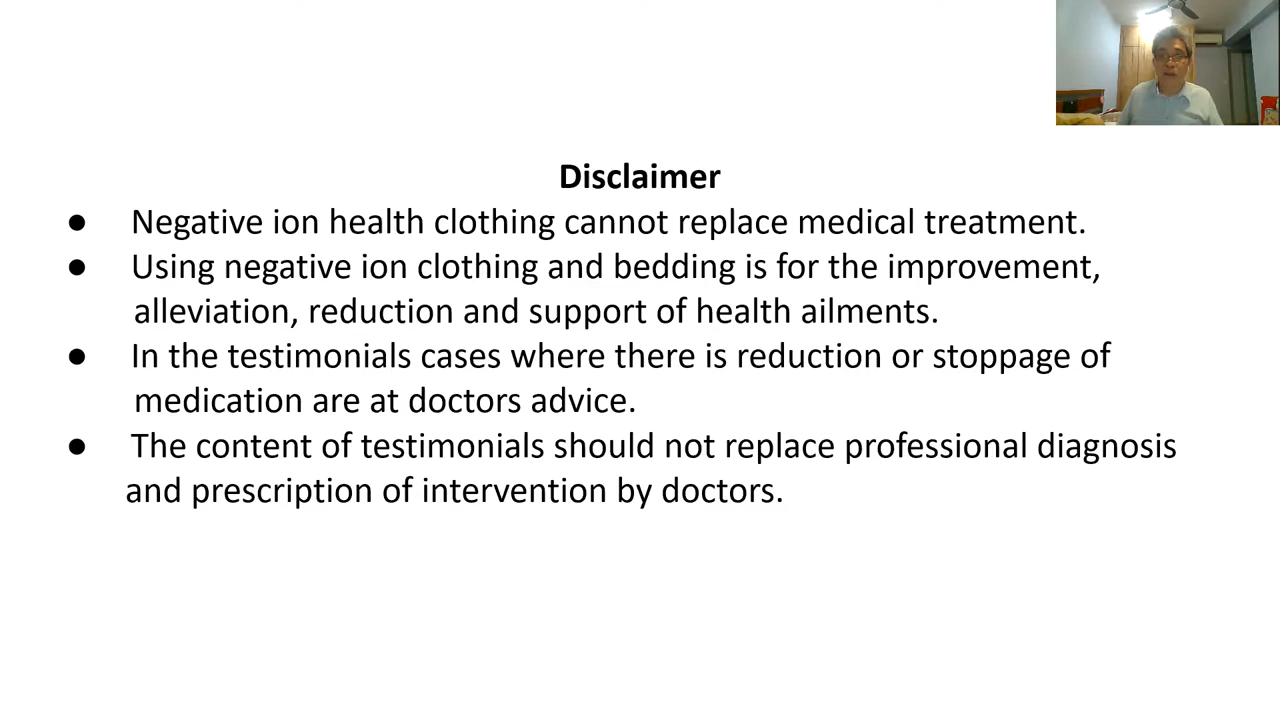 Disclaimer
● Negative ion health clothing cannot replace medical treatment.
● Using negative ion clothing and bedding is for the improvement,
alleviation, reduction and support of health ailments.
● In the testimonials cases where there is reduction or stoppage of
medication are at doctors advice.
● The content of testimonials should not replace professional diagnosis
and prescription of intervention by doctors.